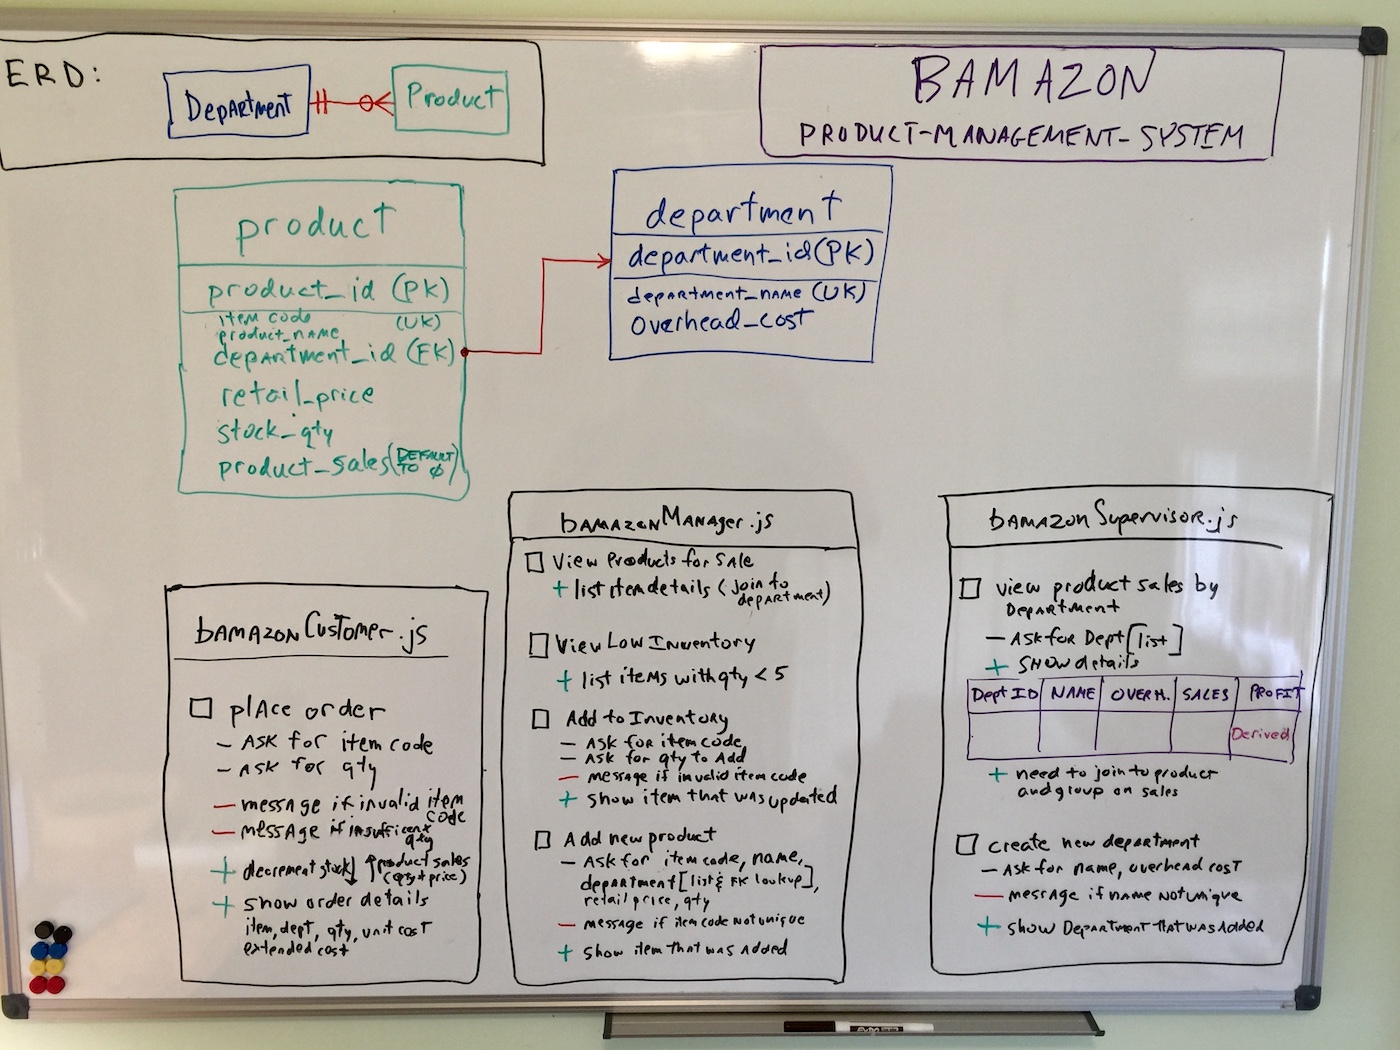 ERD:
Department
Product
BAMAZON
PRODUCT-MANAGEMENT-SYSTEM
product
product_id (PK)
item code (UK)
product_name
department_id (FK)
retail_price
stock_qty
product_sales (DEFAULT
TO 0)
department
department_id (PK)
department_name (UK)
overhead_cost
bamazonCustomer.js
place order
- Ask for item code
- Ask for qty
- message if invalid item
code
- message if insufficent
qty
+ decrement stock ↓ ↑ product sales
(qty * price)
+ show order details
item, dept, qty, unit cost
extended cost
bamazonManager.js
View Products for Sale
+ list item details (join to
department)
View Low Inventory
+ list items with qty < 5
Add to Inventory
- Ask for item code
- Ask for qty to Add
- message if invalid item code
+ Show item that was updated
Add new product
- Ask for item code, name,
department [list & FK lookup],
retail price, qty
- message if item code not unique
+ show item that was added
bamazonSupervisor.js
view product sales by
Department
- Ask for Dept [list]
+ SHOW details
Dept ID NAME OVERH. SALES PROFIT
Derived
+ need to join to product
and group on sales
create new department
- Ask for name, overhead cost
- message if name not unique
+ show Department that was added